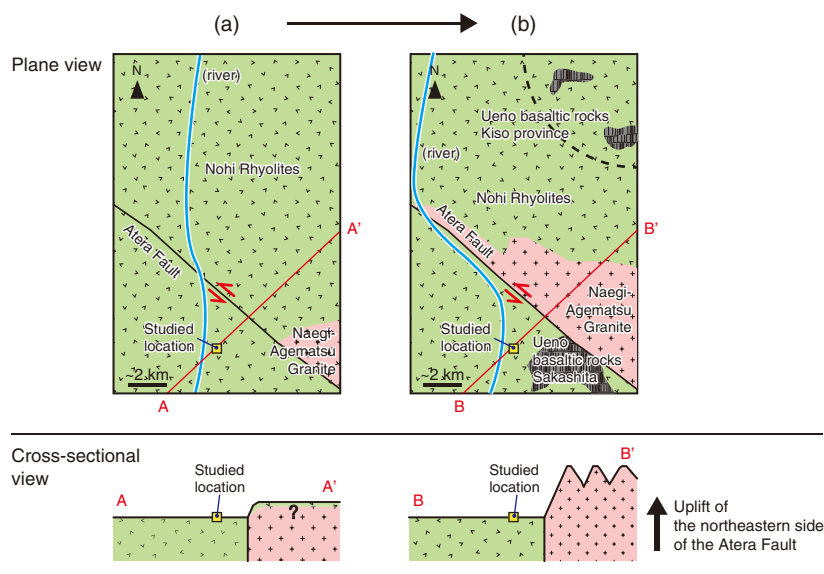 (a)
(b)
Plane view
N
(river)
Nohi Rhyolites
Atera Fault
A'
Studied
location
Naegi-
Agematsu
Granite
~2 km
A
N
Ueno basaltic rocks
Kiso province
(river)
Nohi Rhyolites
Atera Fault
B'
Naegi-
Agematsu
Granite
Studied
location
Ueno
basaltic rocks
Sakashita
~2 km
B
Cross-sectional
view
A
Studied
location
A'
?
B
Studied
location
B'
Uplift of
the northeastern side
of the Atera Fault